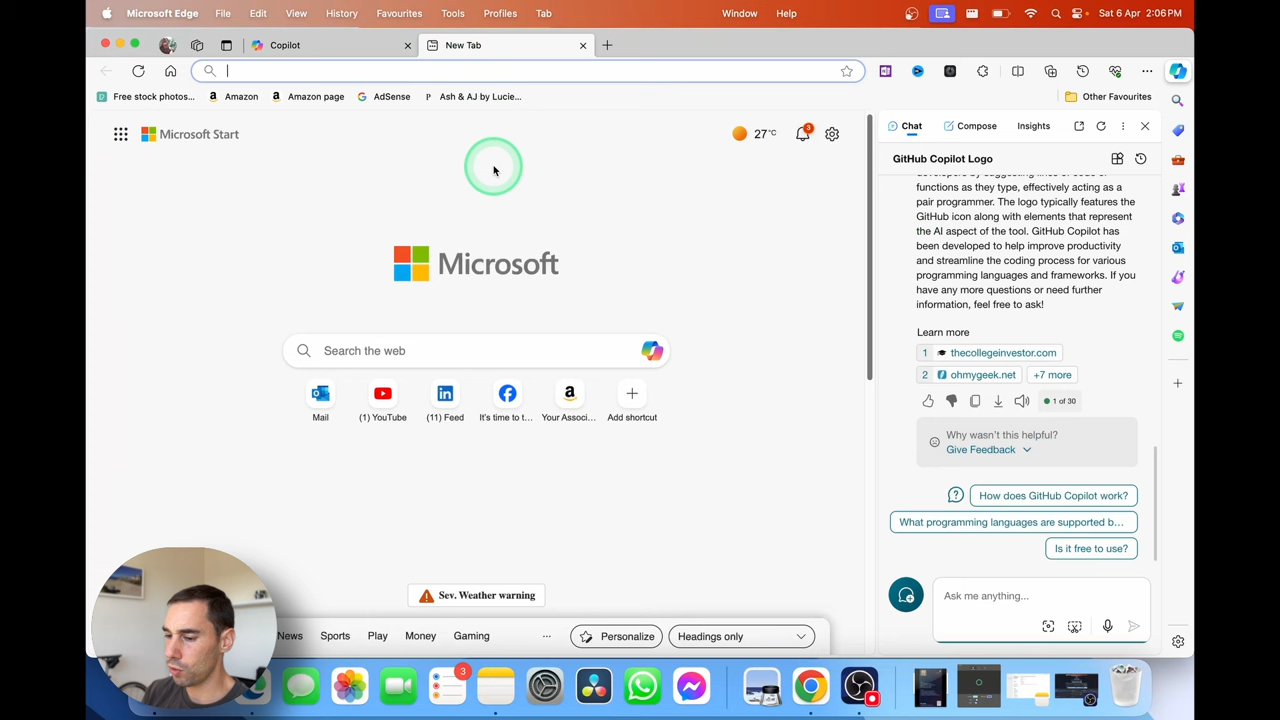 Microsoft Edge File Edit View History Favourites Tools Profiles Tab Window Help Sat 6 Apr 2:06 PM
Copilot
New Tab
Free stock photos...
Amazon
Amazon page
AdSense
Ash & AJ by Lucie...
Other Favourites
Microsoft Start
27°C
3
Microsoft
Search the web
Mail
(1) YouTube
(11) Feed
It's time to t...
Your Associ...
Add shortcut
Sev. Weather warning
News
Sports
Play
Money
Gaming
...
Personalize
Headings only
Chat
Compose
Insights
GitHub Copilot Logo
functions as they type, effectively acting as a
pair programmer. The logo typically features the
GitHub icon along with elements that represent
the AI aspect of the tool. GitHub Copilot has
been developed to help improve productivity
and streamline the coding process for various
programming languages and frameworks. If you
have any more questions or need further
information, feel free to ask!
Learn more
1 thecollegeinvestor.com
2 ohmygeek.net
+7 more
1 of 30
Why wasn't this helpful?
Give Feedback
How does GitHub Copilot work?
What programming languages are supported b...
Is it free to use?
Ask me anything...
3